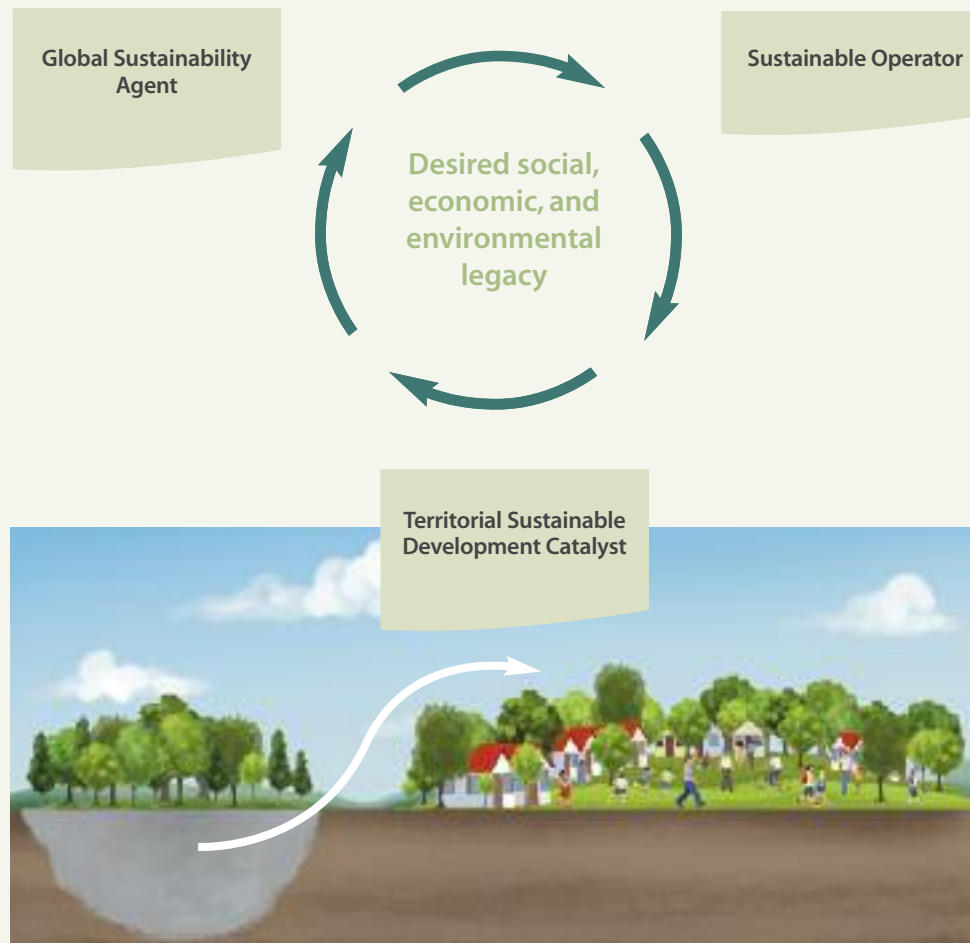 Global Sustainability
Agent
Sustainable Operator
Desired social,
economic, and
environmental
legacy
Territorial Sustainable
Development Catalyst